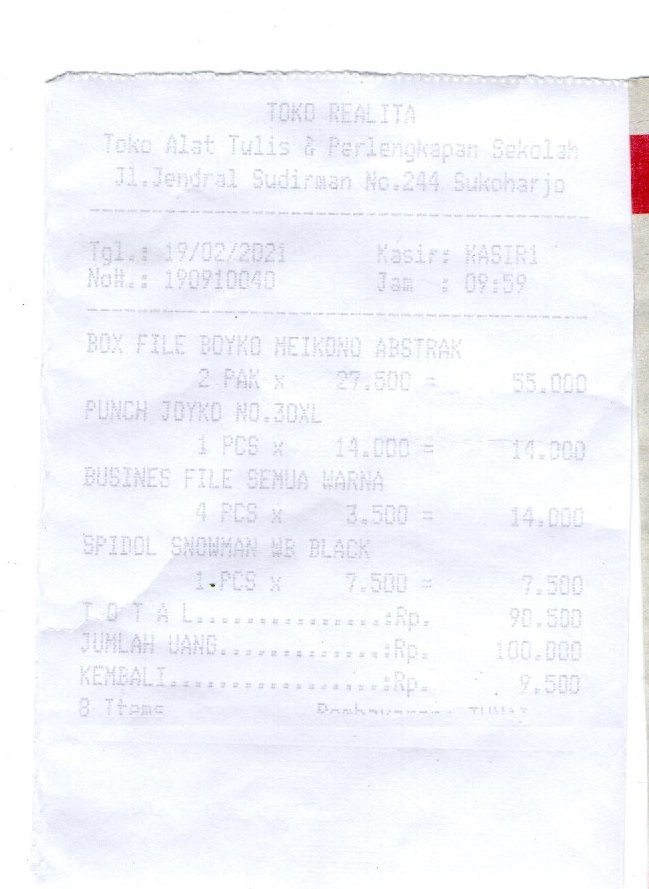 TOKO REALITA
Toko Alat Tulis & Perlengkapan Sekolah
Jl.Jendral Sudirman No.244 Sukoharjo
Tgl.: 19/02/2021 Kasir: KASIR1
NoH.: 190910040 Jam : 09:59
BOX FILE BOYKO MEIKONO ABSTRAK
2 PAK x 27.500 = 55.000
PUNCH JOYKO NO.30XL
1 PCS x 14.000 = 14.000
BUSINES FILE SEMUA WARNA
4 PCS x 3.500 = 14.000
SPIDOL SNOWMAN WB BLACK
1 PCS x 7.500 = 7.500
T O T A L................:Rp. 90.500
JUMLAH UANG.............:Rp. 100.000
KEMBALI.................:Rp. 9.500
8 Items Pembayaran: TUNAI